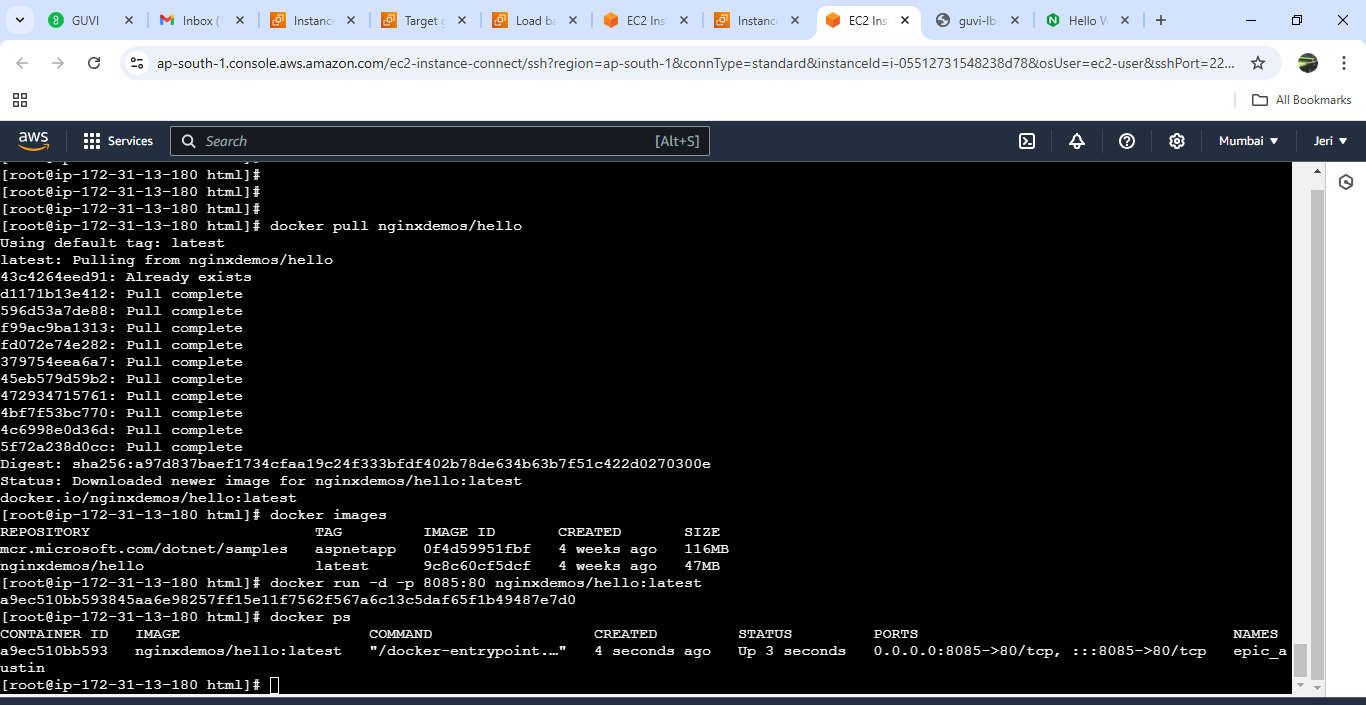 GUVI
Inbox (
Instanc
Target g
Load ba
EC2 Ins
Instanc
EC2 Ins
guvi-lb
Hello W
ap-south-1.console.aws.amazon.com/ec2-instance-connect/ssh?region=ap-south-1&connType=standard&instanceId=i-05512731548238d78&osUser=ec2-user&sshPort=22...
All Bookmarks
aws Services Search [Alt+S] Mumbai Jeri
[root@ip-172-31-13-180 html]#
[root@ip-172-31-13-180 html]#
[root@ip-172-31-13-180 html]#
[root@ip-172-31-13-180 html]# docker pull nginxdemos/hello
Using default tag: latest
latest: Pulling from nginxdemos/hello
43c4264eed91: Already exists
d1171b13e412: Pull complete
596d53a7de88: Pull complete
f99ac9ba1313: Pull complete
fd072e74e282: Pull complete
379754eea6a7: Pull complete
45eb579d59b2: Pull complete
472934715761: Pull complete
4bf7f53bc770: Pull complete
4c6998e0d36d: Pull complete
5f72a238d0cc: Pull complete
Digest: sha256:a97d837baef1734cfaa19c24f333bfdf402b78de634b63b7f51c422d0270300e
Status: Downloaded newer image for nginxdemos/hello:latest
docker.io/nginxdemos/hello:latest
[root@ip-172-31-13-180 html]# docker images
REPOSITORY TAG IMAGE ID CREATED SIZE
mcr.microsoft.com/dotnet/samples aspnetapp 0f4d59951fbf 4 weeks ago 116MB
nginxdemos/hello latest 9c8c60cf5dcf 4 weeks ago 47MB
[root@ip-172-31-13-180 html]# docker run -d -p 8085:80 nginxdemos/hello:latest
a9ec510bb593845aa6e98257ff15e11f7562f567a6c13c5daf65f1b49487e7d0
[root@ip-172-31-13-180 html]# docker ps
CONTAINER ID IMAGE COMMAND CREATED STATUS PORTS NAMES
a9ec510bb593 nginxdemos/hello:latest "/docker-entrypoint.…" 4 seconds ago Up 3 seconds 0.0.0.0:8085->80/tcp, :::8085->80/tcp epic_a
ustin
[root@ip-172-31-13-180 html]#